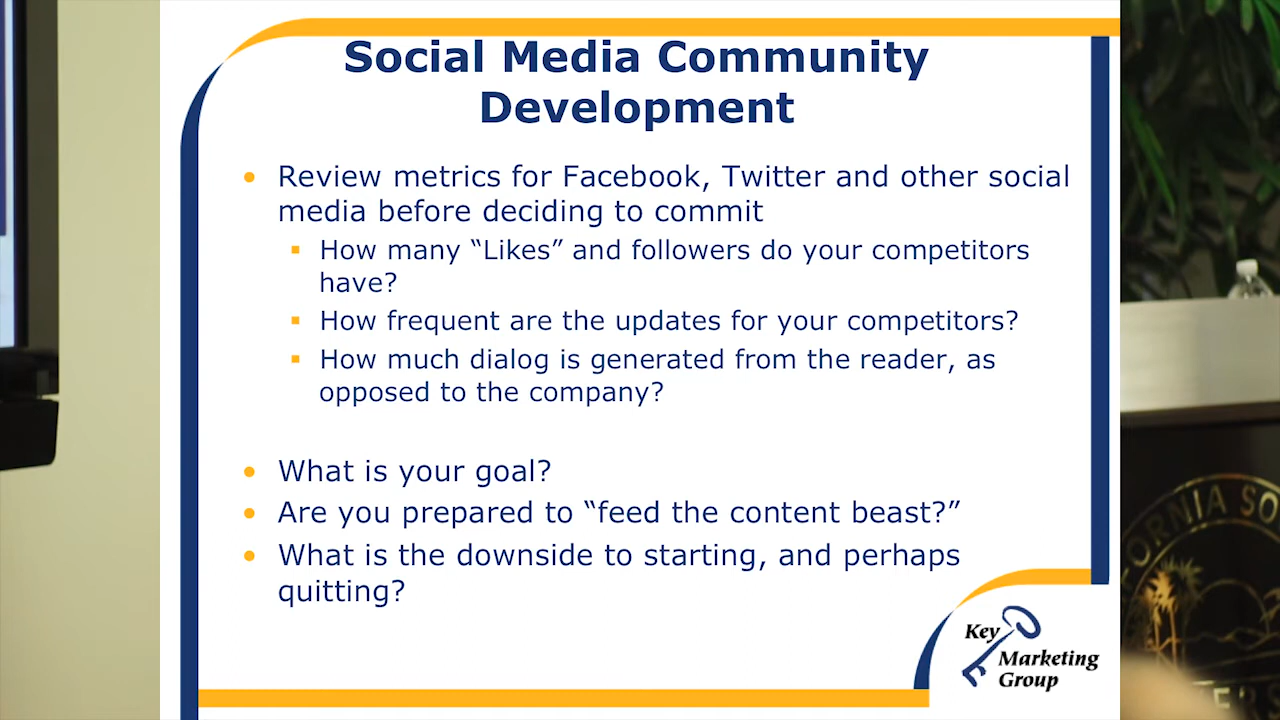 Social Media Community
Development
• Review metrics for Facebook, Twitter and other social
media before deciding to commit
▪ How many “Likes” and followers do your competitors
have?
▪ How frequent are the updates for your competitors?
▪ How much dialog is generated from the reader, as
opposed to the company?
• What is your goal?
• Are you prepared to “feed the content beast?”
• What is the downside to starting, and perhaps
quitting?
Key
Marketing
Group